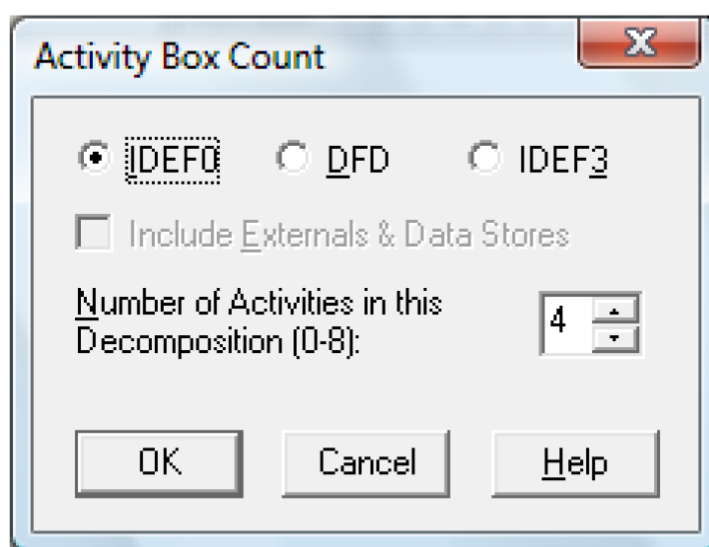 Activity Box Count
IDEF0 DFD IDEF3
Include Externals & Data Stores
Number of Activities in this
Decomposition (0-8):
4
OK Cancel Help